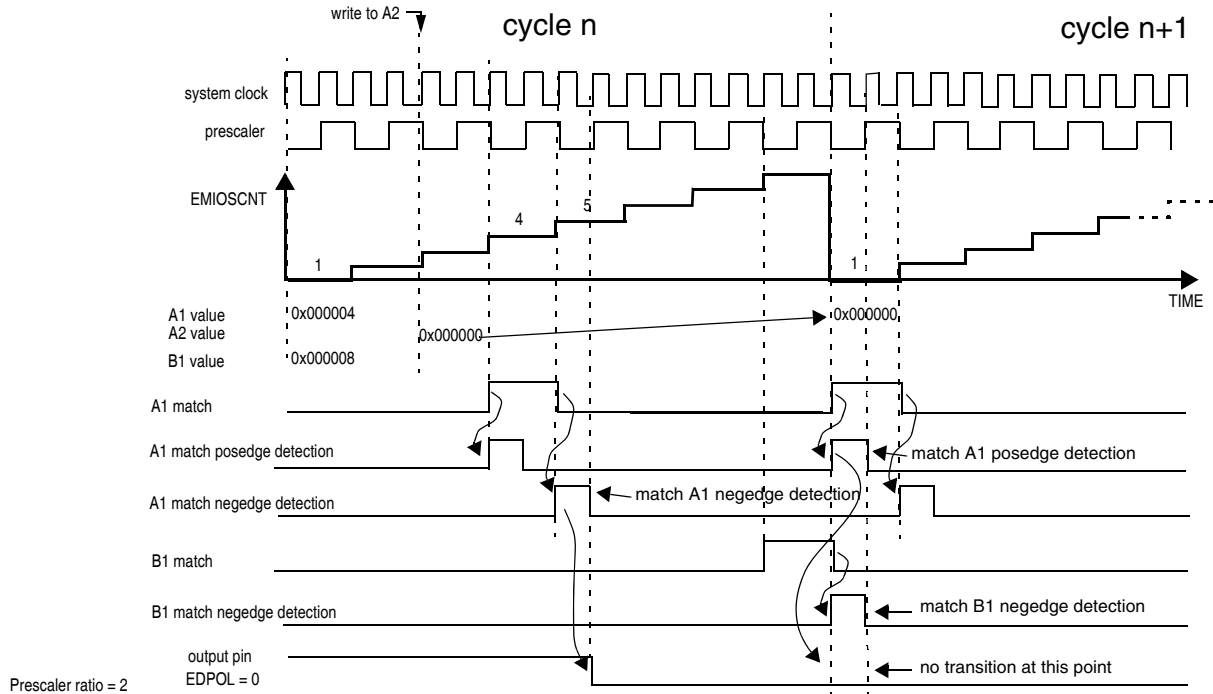 write to A2
cycle n
cycle n+1
system clock
prescaler
EMIOSCNT
1
4
5
1
TIME
A1 value
0x000004
0x000000
A2 value
0x000000
B1 value
0x000008
A1 match
A1 match posedge detection
match A1 posedge detection
A1 match negedge detection
match A1 negedge detection
B1 match
B1 match negedge detection
match B1 negedge detection
output pin
EDPOL = 0
no transition at this point
Prescaler ratio = 2